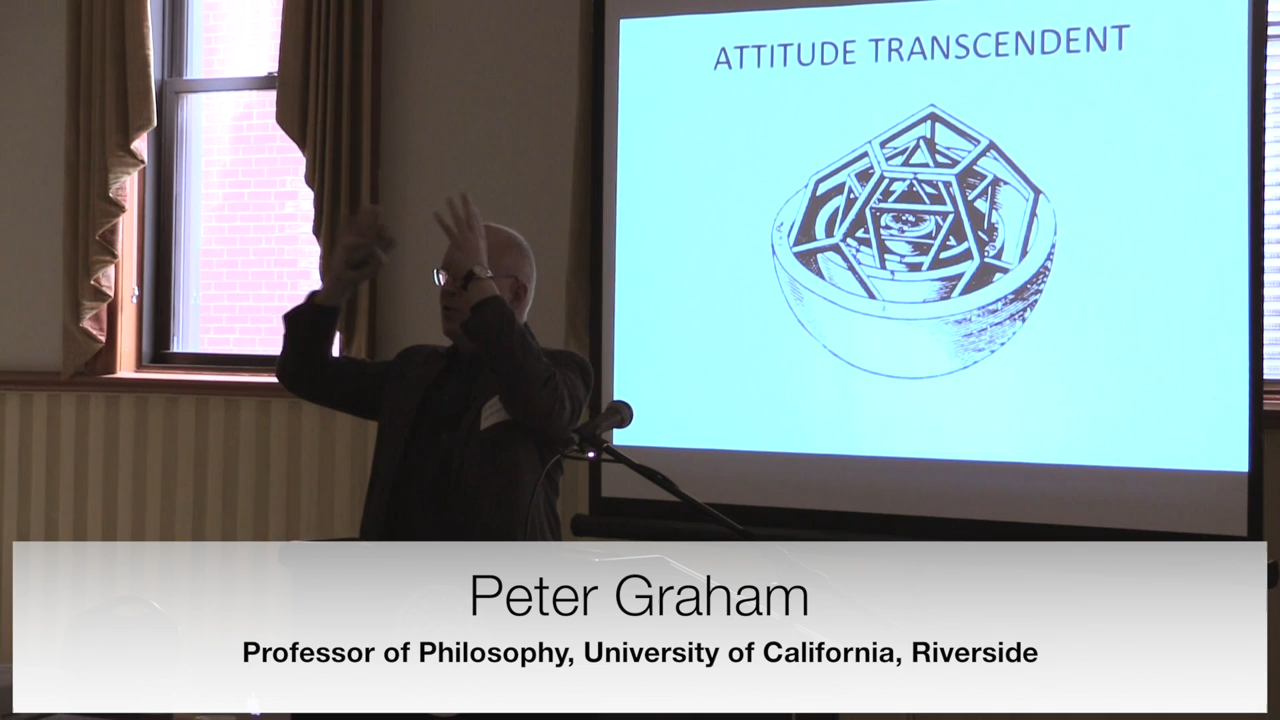 ATTITUDE TRANSCENDENT
Peter Graham
Professor of Philosophy, University of California, Riverside